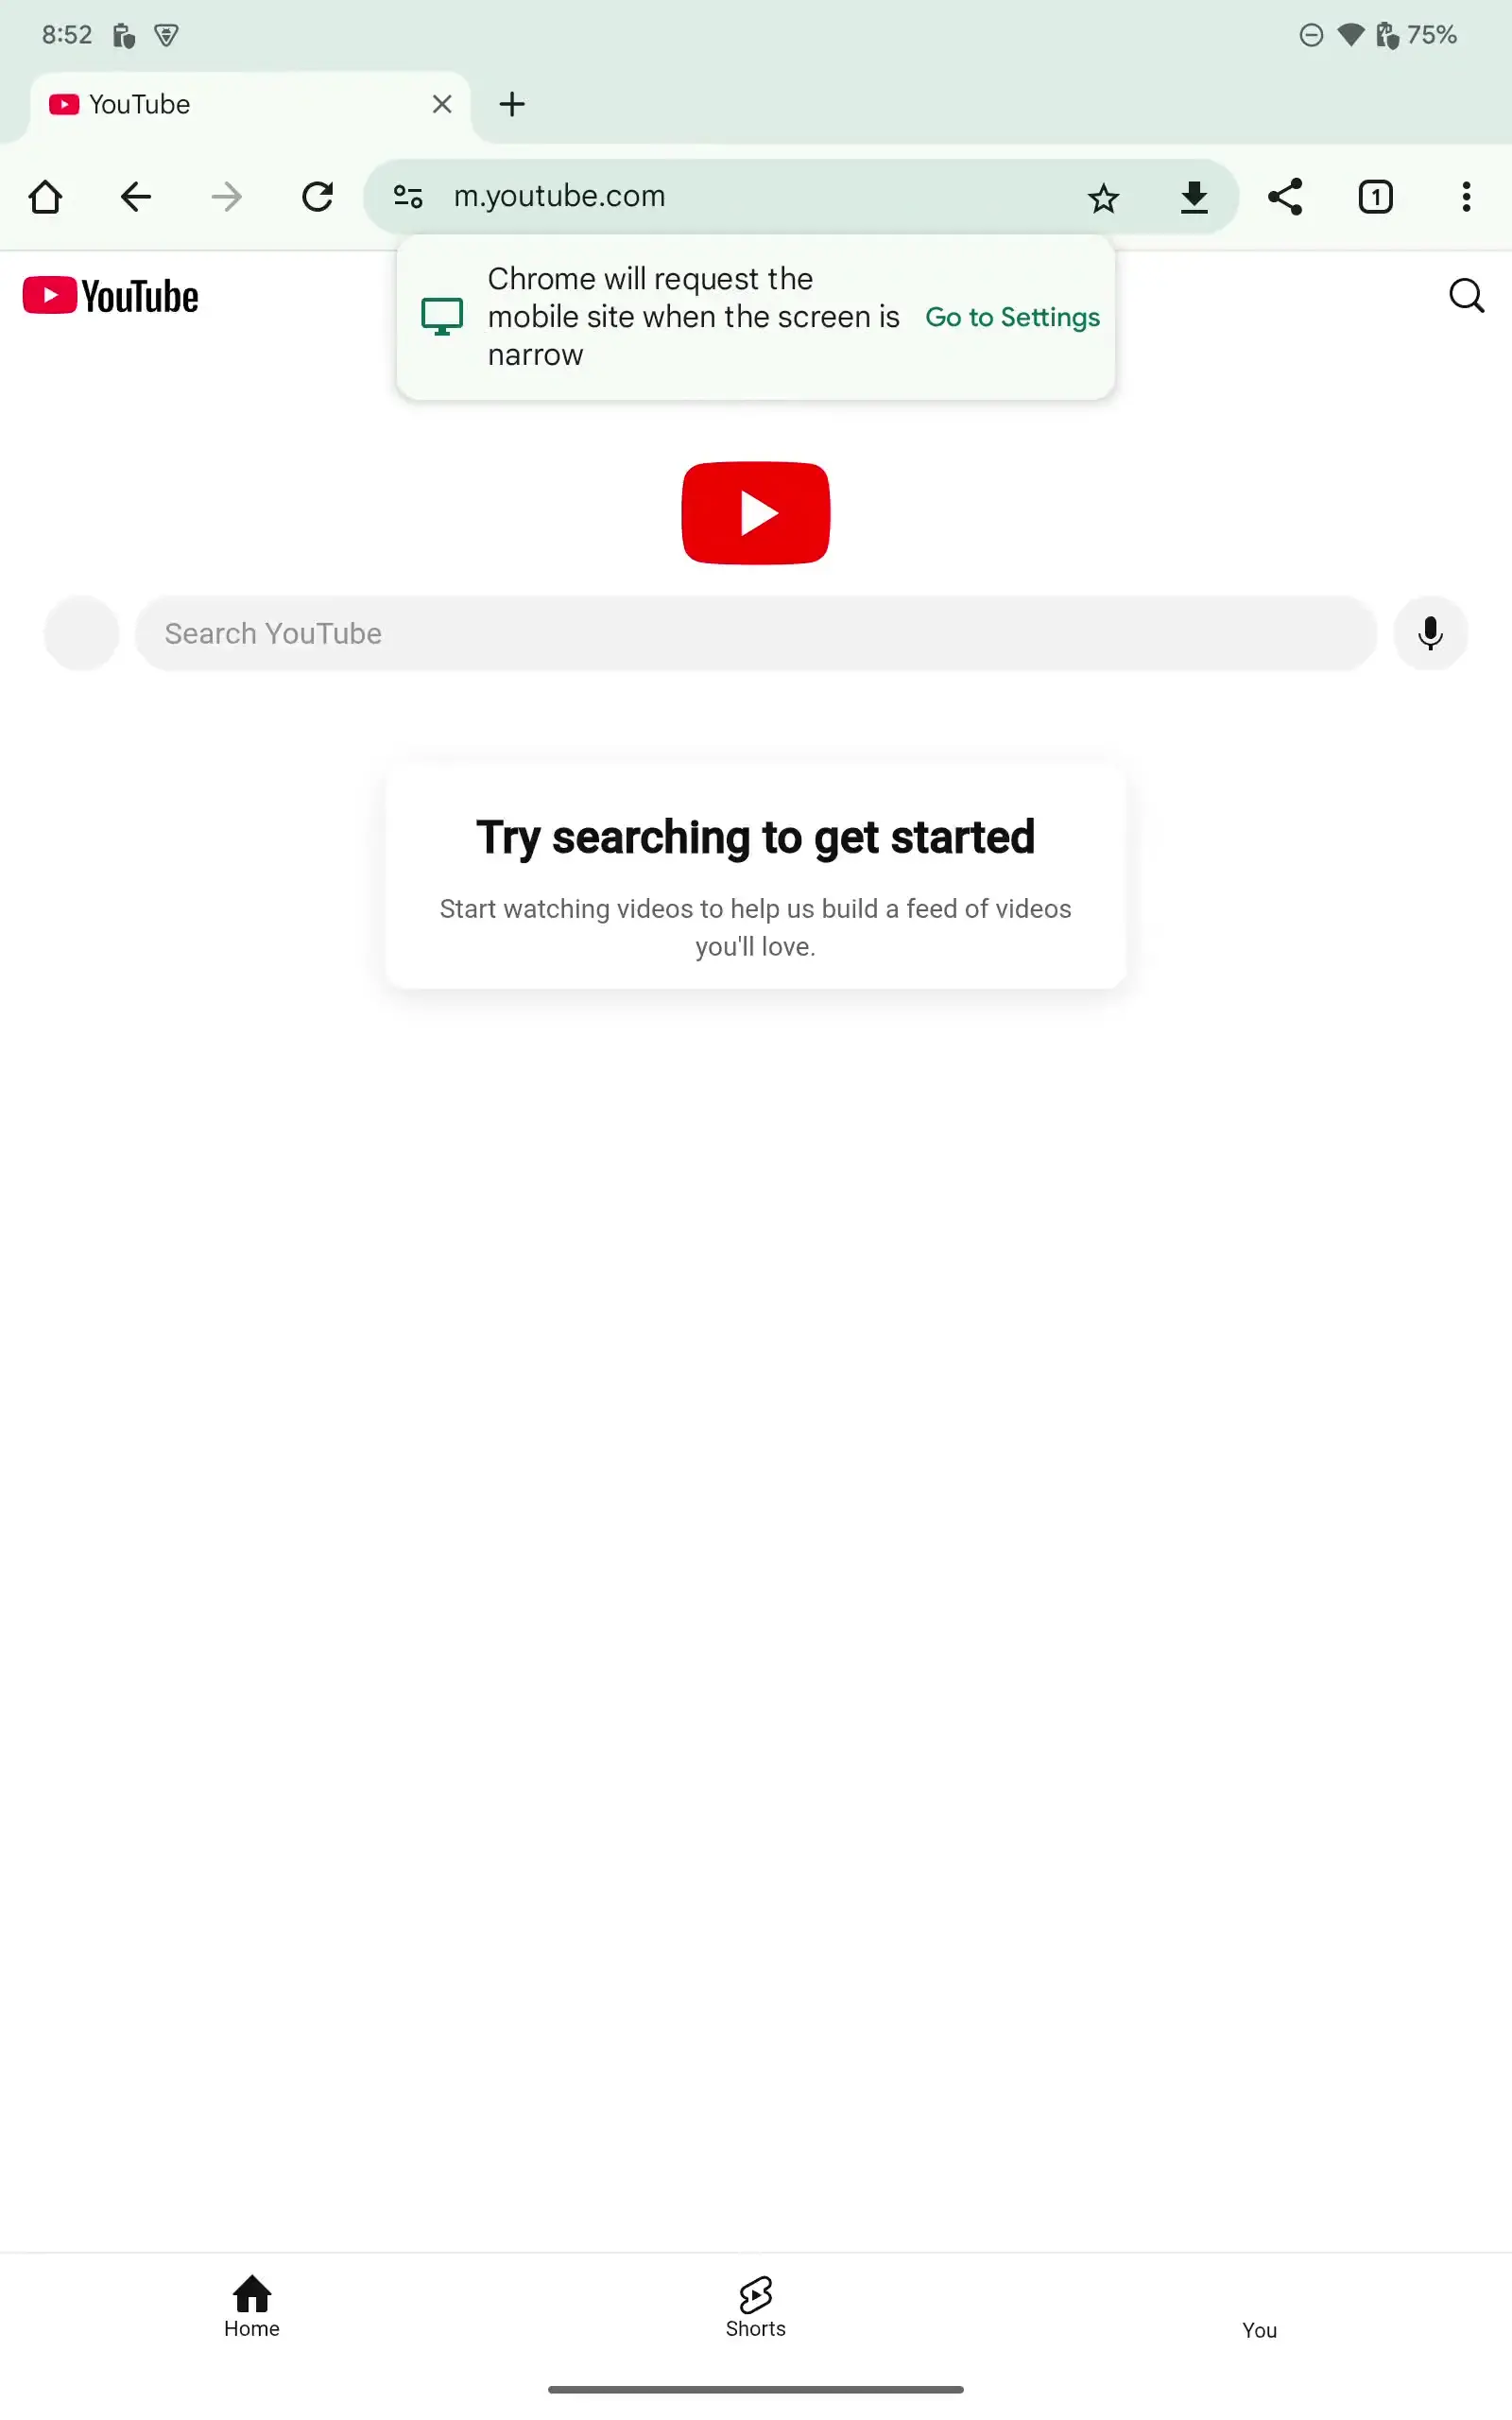 8:52
75%
YouTube
m.youtube.com
1
YouTube
Chrome will request the
mobile site when the screen is
narrow
Go to Settings
Search YouTube
Try searching to get started
Start watching videos to help us build a feed of videos
you'll love.
Home
Shorts
You